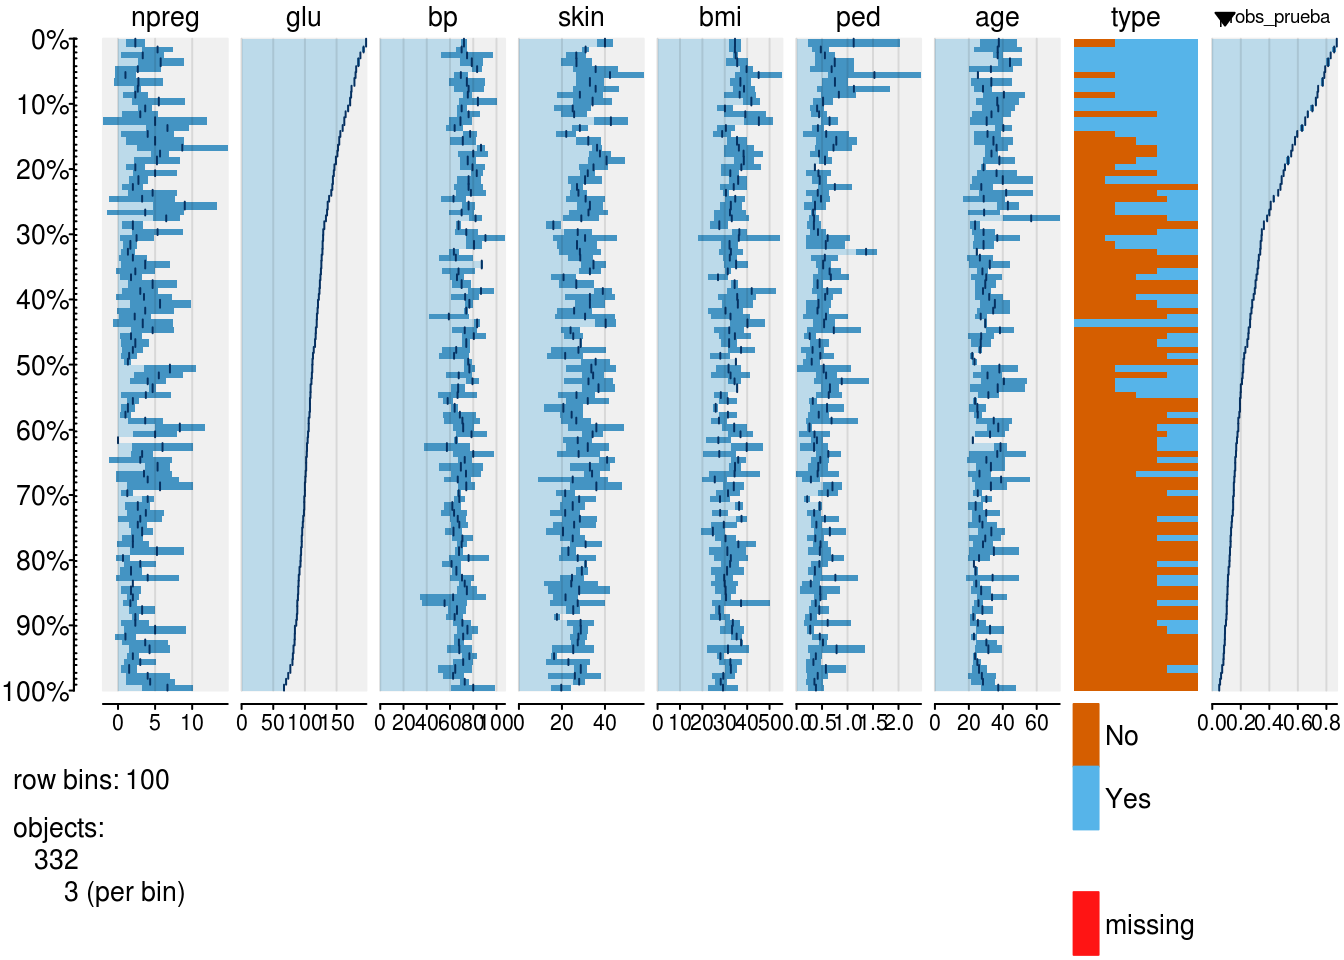 npreg glu bp skin bmi ped age type probs_prueba
0%
10%
20%
30%
40%
50%
60%
70%
80%
90%
100%
0 5 10 0 50 100 150 0 20 40 60 80 100 0 20 40 0 10 20 30 40 50 0.0 0.5 1.0 1.5 2.0 0 20 40 60 0.0 0.2 0.4 0.6 0.8
No
Yes
missing
row bins: 100
objects:
332
3 (per bin)